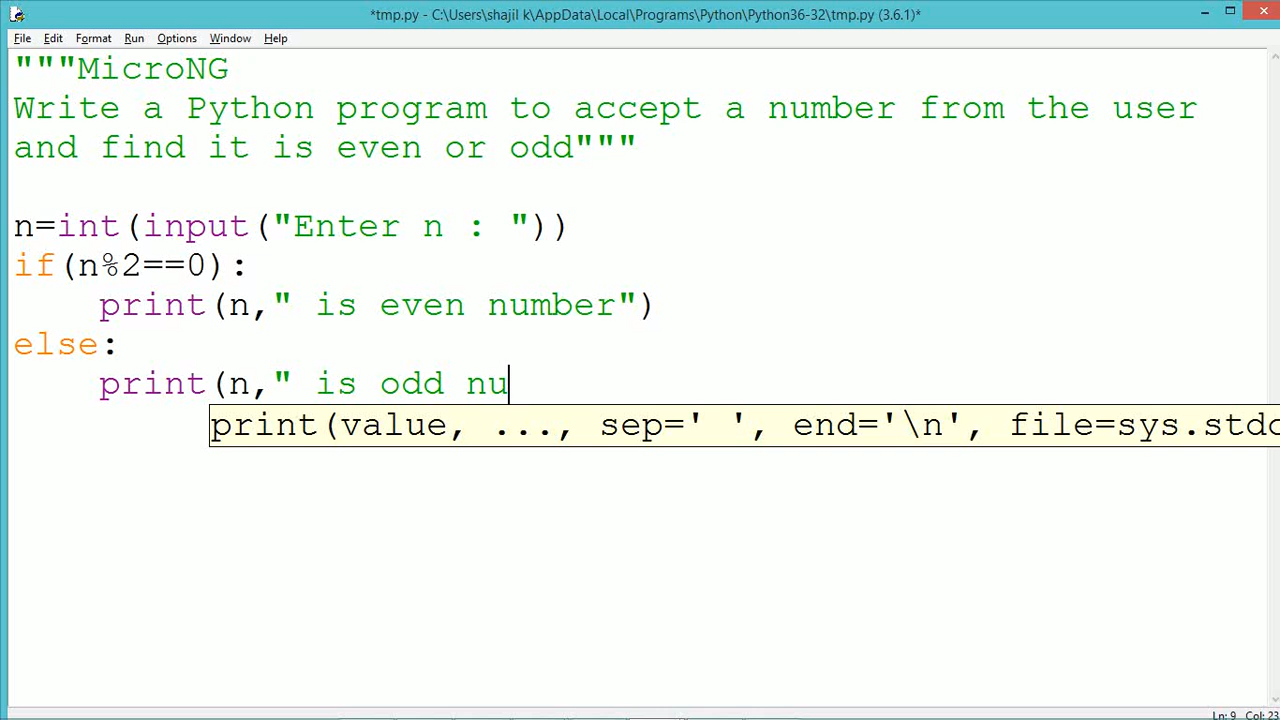 *tmp.py - C:\Users\shajil k\AppData\Local\Programs\Python\Python36-32\tmp.py (3.6.1)*
File Edit Format Run Options Window Help
"""MicroNG
Write a Python program to accept a number from the user
and find it is even or odd"""
n=int(input("Enter n : "))
if(n%2==0):
    print(n," is even number")
else:
    print(n," is odd nu
print(value, ..., sep=' ', end='\n', file=sys.stdo
Ln: 9 Col: 23